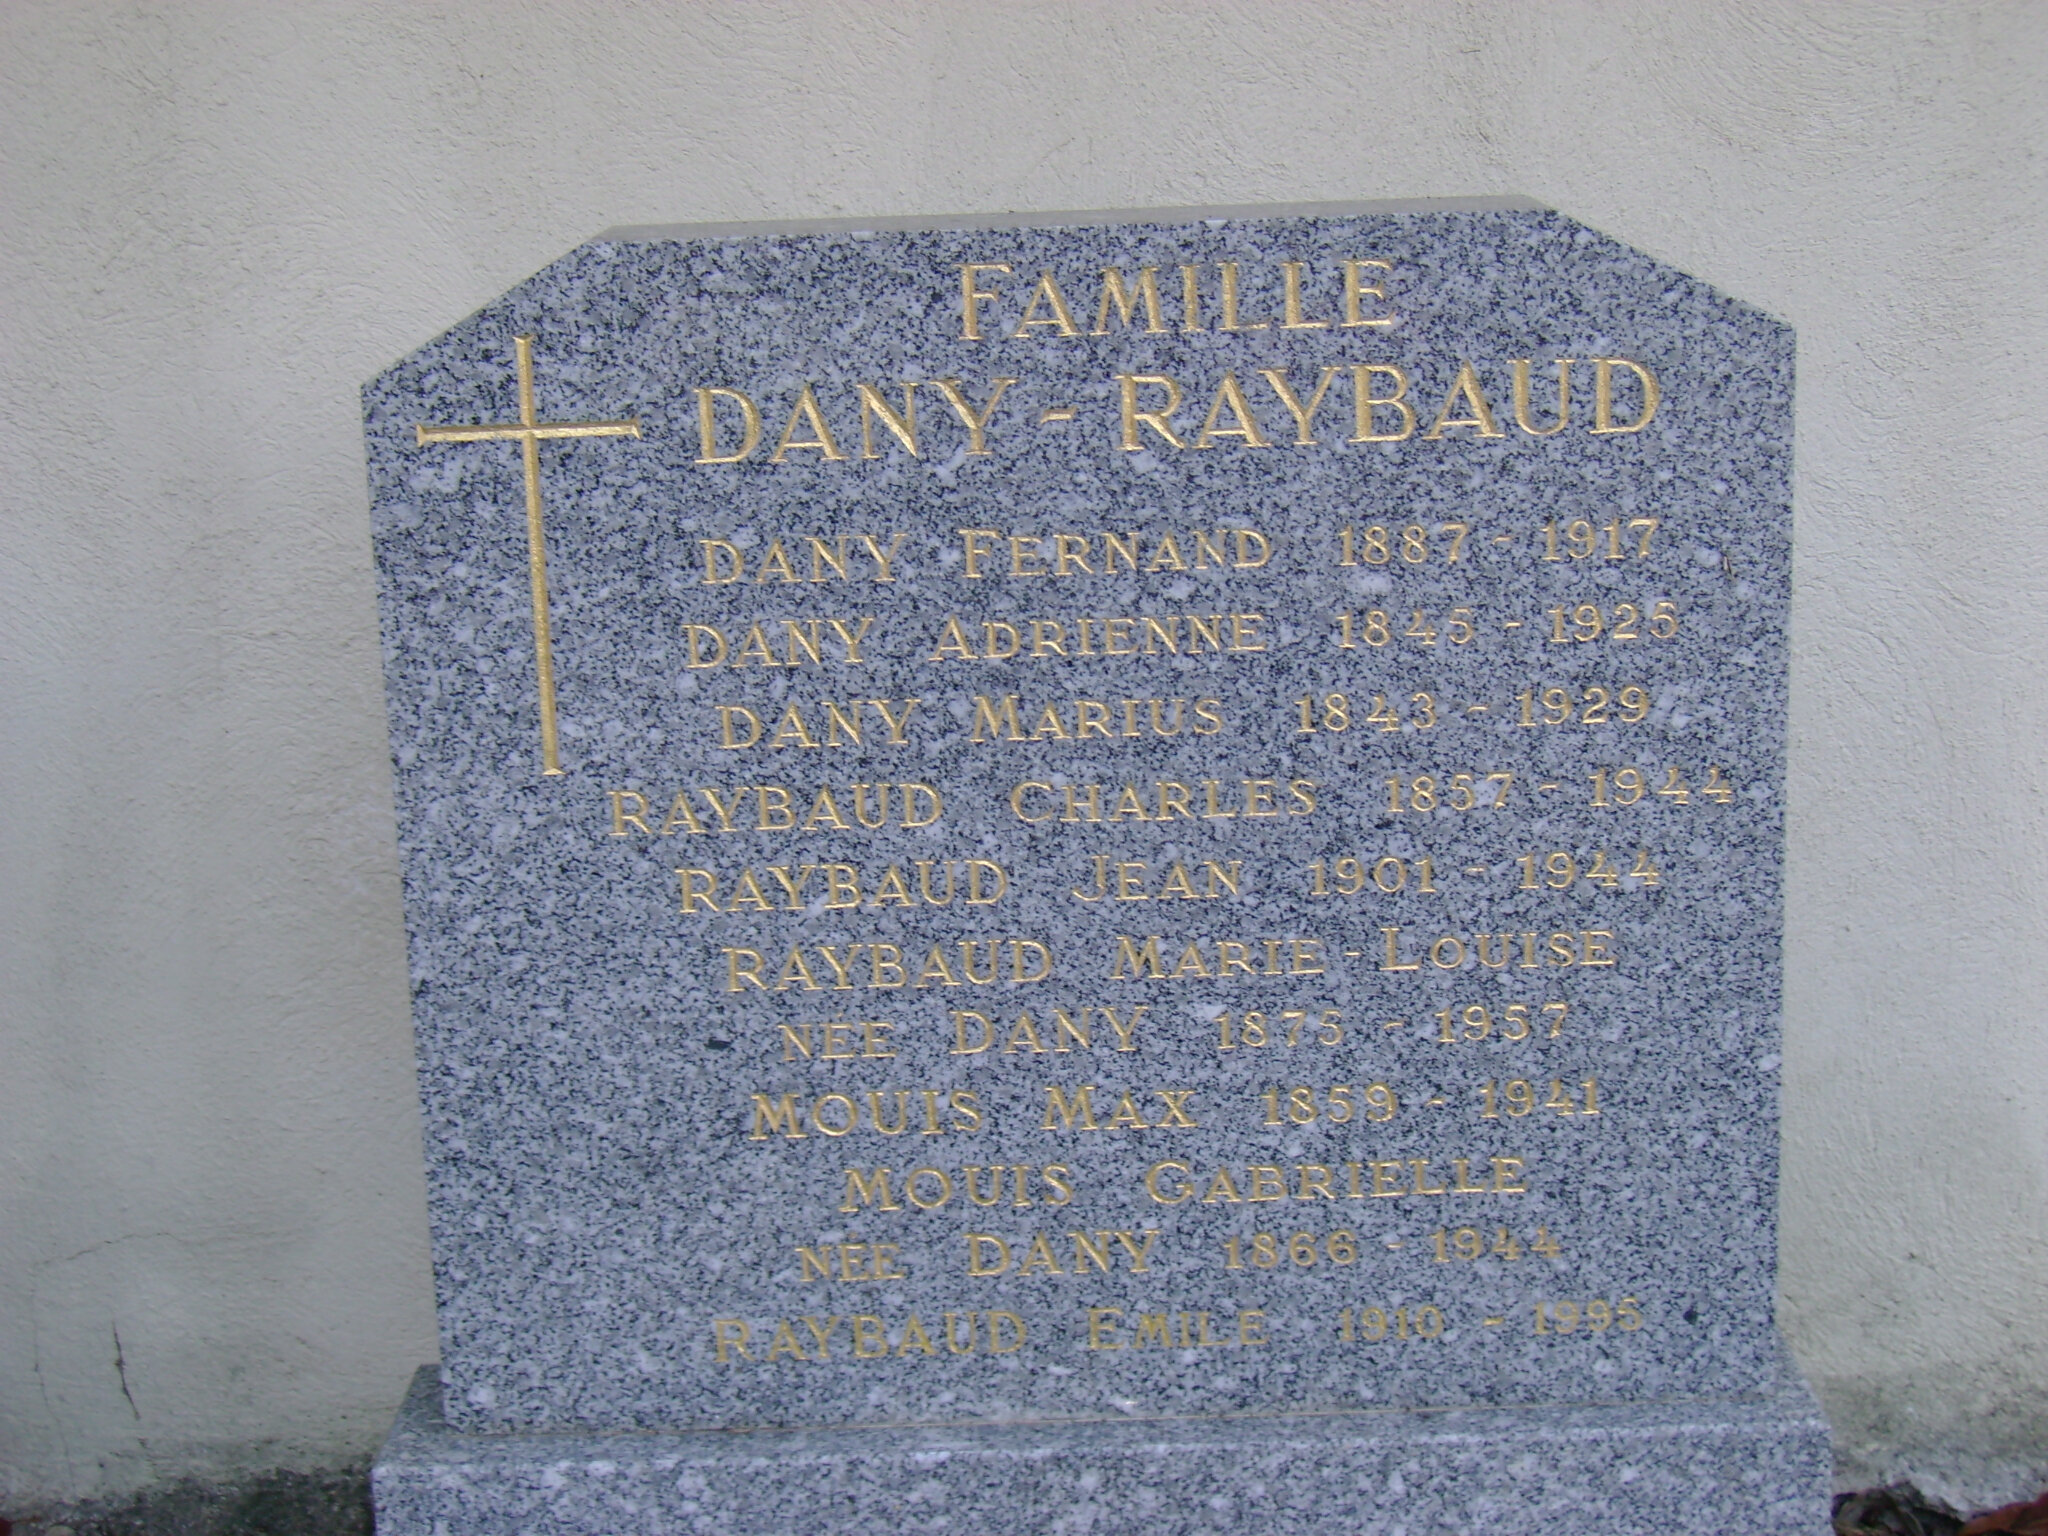 FAMILLE
DANY - RAYBAUD
DANY FERNAND 1887 - 1917
DANY ADRIENNE 1845 - 1925
DANY MARIUS 1843 - 1929
RAYBAUD CHARLES 1857 - 1944
RAYBAUD JEAN 1901 - 1944
RAYBAUD MARIE - LOUISE
NÉE DANY 1875 - 1957
MOUIS MAX 1859 - 1941
MOUIS GABRIELLE
NÉE DANY 1866 - 1944
RAYBAUD EMILE 1910 - 1995